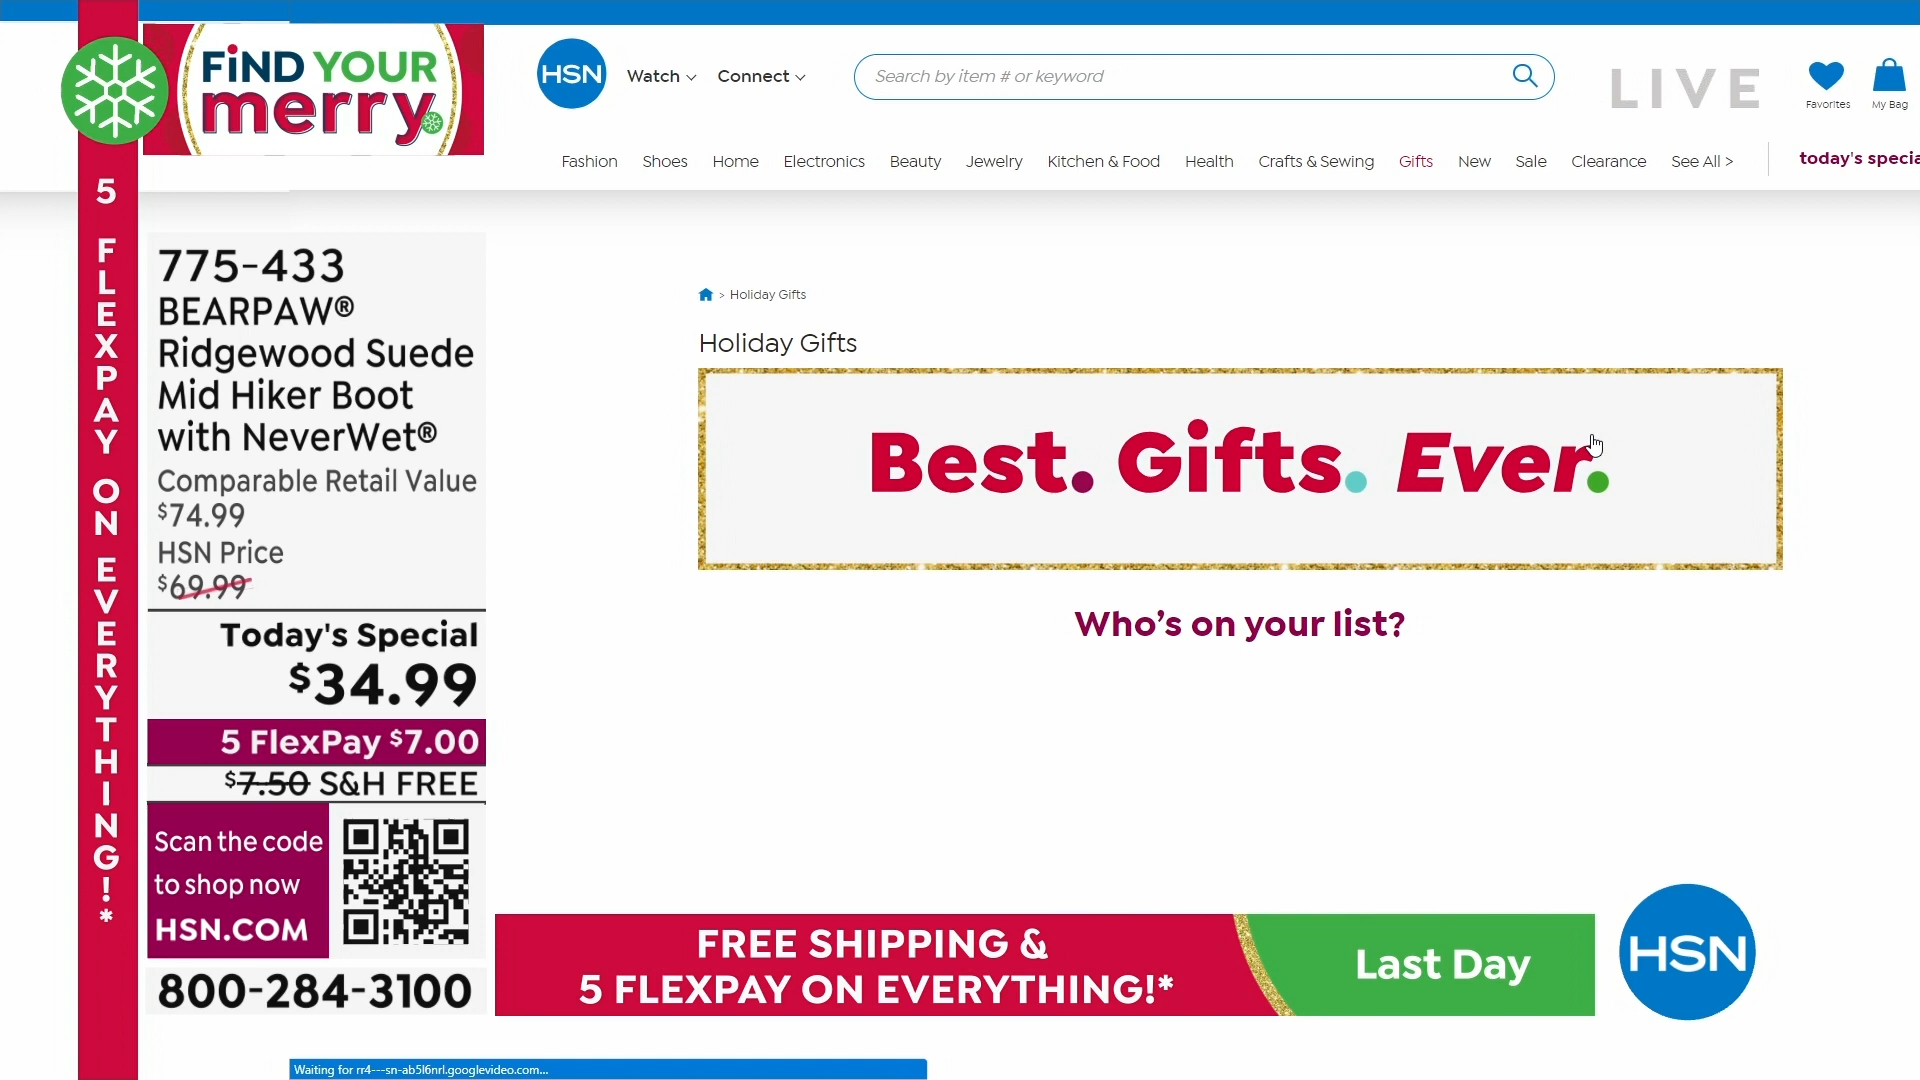 FiND YOUR
merry.
5 FLEXPAY ON EVERYTHING!*
HSN
Watch
Connect
Search by item # or keyword
LIVE
Favorites
My Bag
Fashion
Shoes
Home
Electronics
Beauty
Jewelry
Kitchen & Food
Health
Crafts & Sewing
Gifts
New
Sale
Clearance
See All >
today's specia
775-433
BEARPAW®
Ridgewood Suede
Mid Hiker Boot
with NeverWet®
Comparable Retail Value
$74.99
HSN Price
$69.99
Today's Special
$34.99
5 FlexPay $7.00
$7.50 S&H FREE
Scan the code
to shop now
HSN.COM
800-284-3100
> Holiday Gifts
Holiday Gifts
Best. Gifts. Ever.
Who's on your list?
FREE SHIPPING &
5 FLEXPAY ON EVERYTHING!*
Last Day
HSN
Waiting for rr4---sn-ab5l6nrl.googlevideo.com...